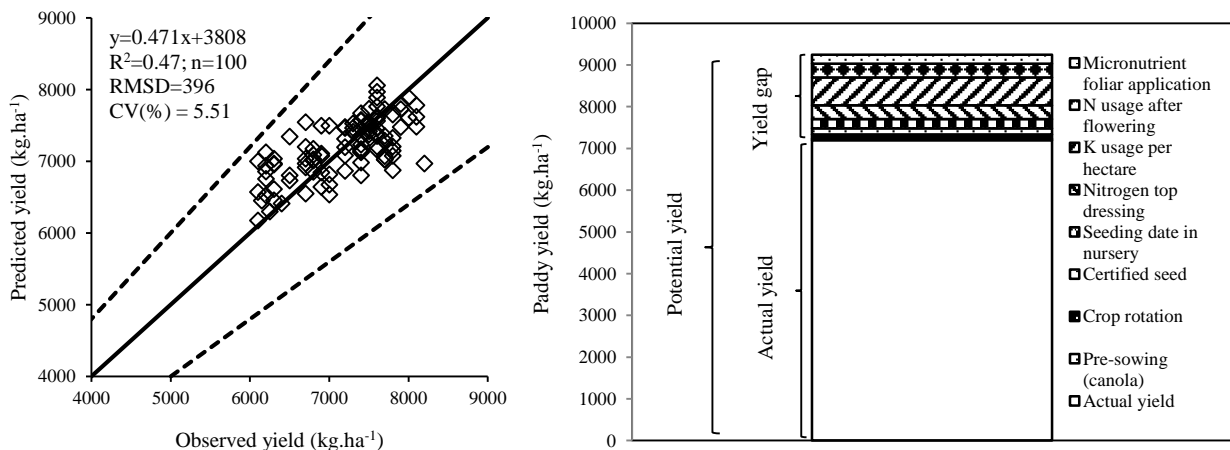 y=0.471x+3808
R²=0.47; n=100
RMSD=396
CV(%) = 5.51
Predicted yield (kg.ha⁻¹)
9000
8000
7000
6000
5000
4000
4000
5000
6000
7000
8000
9000
Observed yield (kg.ha⁻¹)
Paddy yield (kg.ha⁻¹)
10000
9000
8000
7000
6000
5000
4000
3000
2000
1000
0
Potential yield
Yield gap
Actual yield
Micronutrient
foliar application
N usage after
flowering
K usage per
hectare
Nitrogen top
dressing
Seeding date in
nursery
Certified seed
Crop rotation
Pre-sowing
(canola)
Actual yield